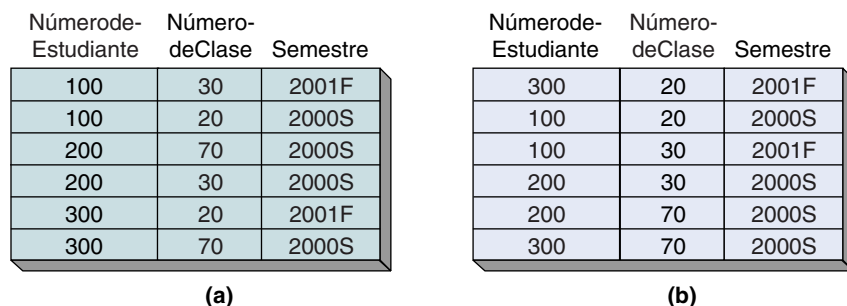 Númerode- Número-
Estudiante deClase Semestre
100 30 2001F
100 20 2000S
200 70 2000S
200 30 2000S
300 20 2001F
300 70 2000S
(a)
Númerode- Número-
Estudiante deClase Semestre
300 20 2001F
100 20 2000S
100 30 2001F
200 30 2000S
200 70 2000S
300 70 2000S
(b)